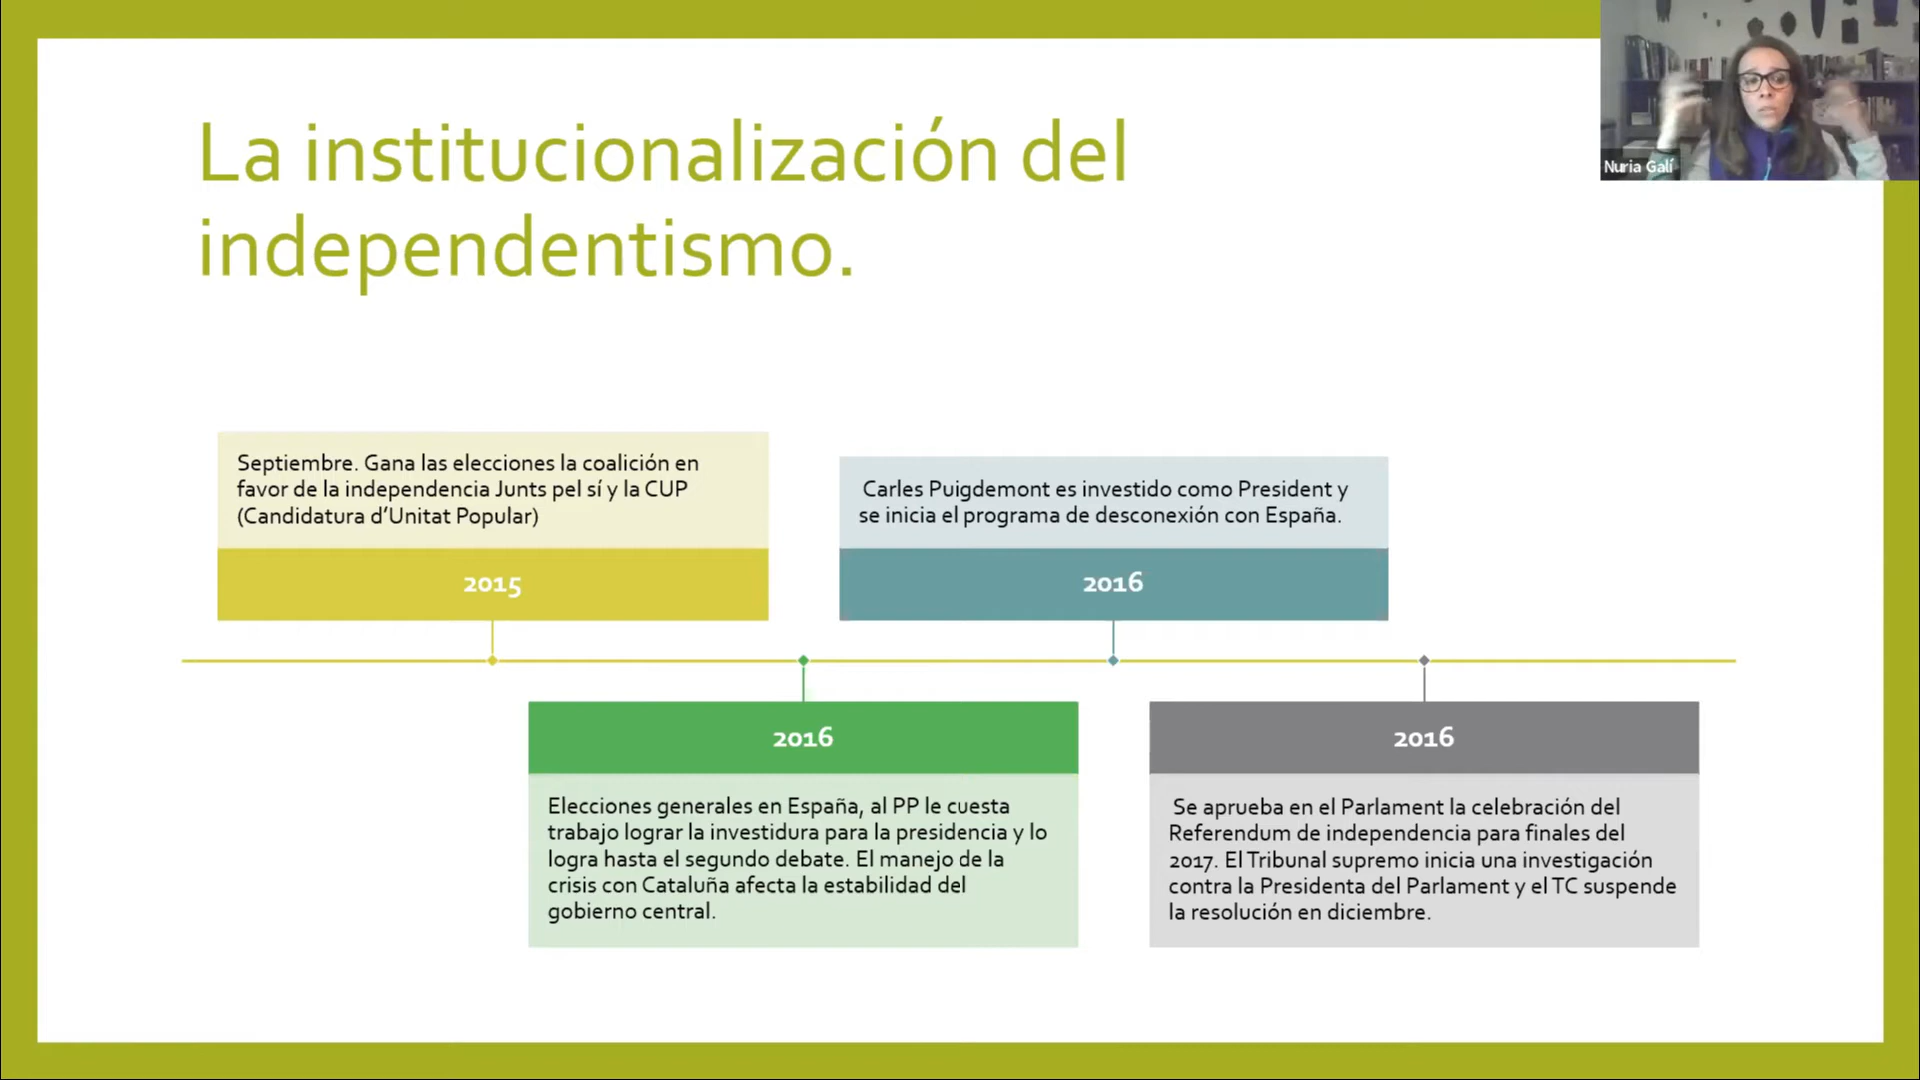 La institucionalización del
independentismo.
Nuria Galí
Septiembre. Gana las elecciones la coalición en
favor de la independencia Junts pel sí y la CUP
(Candidatura d’Unitat Popular)
2015
2016
Elecciones generales en España, al PP le cuesta
trabajo lograr la investidura para la presidencia y lo
logra hasta el segundo debate. El manejo de la
crisis con Cataluña afecta la estabilidad del
gobierno central.
Carles Puigdemont es investido como President y
se inicia el programa de desconexión con España.
2016
2016
Se aprueba en el Parlament la celebración del
Referendum de independencia para finales del
2017. El Tribunal supremo inicia una investigación
contra la Presidenta del Parlament y el TC suspende
la resolución en diciembre.